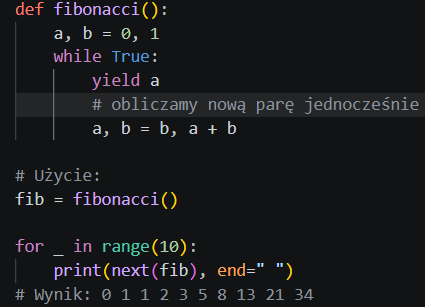 def fibonacci():
    a, b = 0, 1
    while True:
        yield a
        # obliczamy nową parę jednocześnie
        a, b = b, a + b

# Użycie:
fib = fibonacci()

for _ in range(10):
    print(next(fib), end=" ")
# Wynik: 0 1 1 2 3 5 8 13 21 34